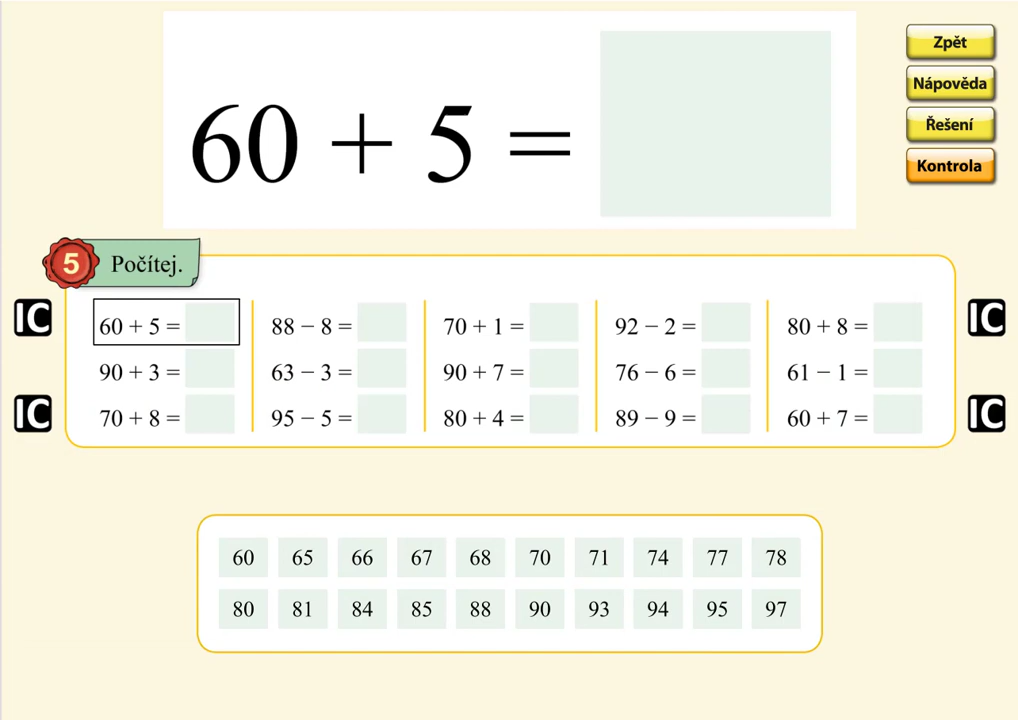 60 + 5 =
Zpět
Nápověda
Řešení
Kontrola
5 Počítej.
IC
IC
60 + 5 = 88 − 8 = 70 + 1 = 92 − 2 = 80 + 8 =
90 + 3 = 63 − 3 = 90 + 7 = 76 − 6 = 61 − 1 =
IC
IC
70 + 8 = 95 − 5 = 80 + 4 = 89 − 9 = 60 + 7 =
60 65 66 67 68 70 71 74 77 78
80 81 84 85 88 90 93 94 95 97